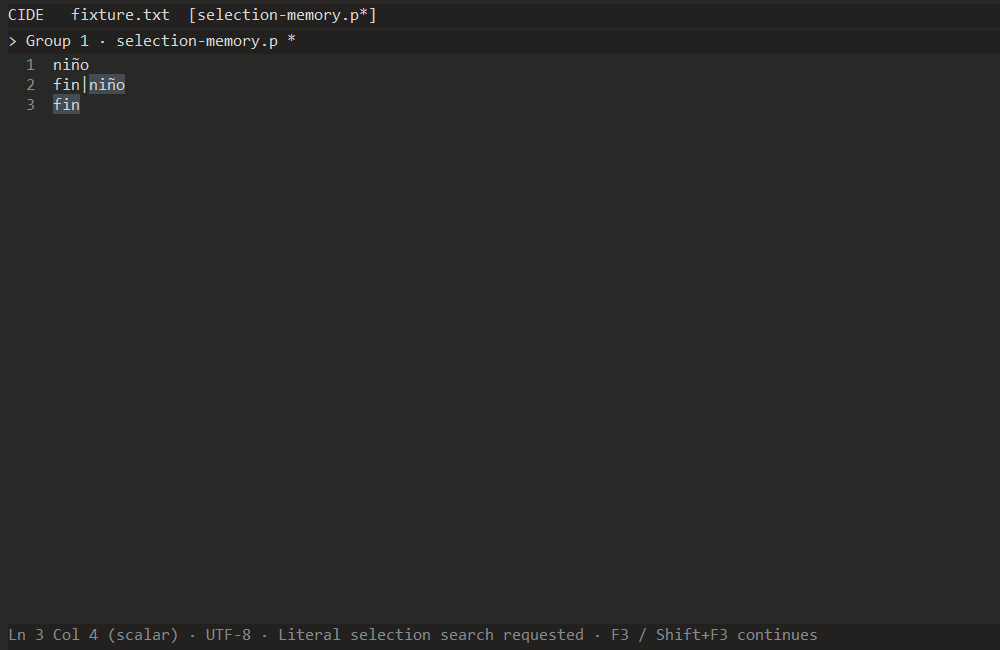 CIDE   fixture.txt  [selection-memory.p*]
> Group 1 · selection-memory.p *
1  niño
2  fin|niño
3  fin
Ln 3 Col 4 (scalar) · UTF-8 · Literal selection search requested · F3 / Shift+F3 continues